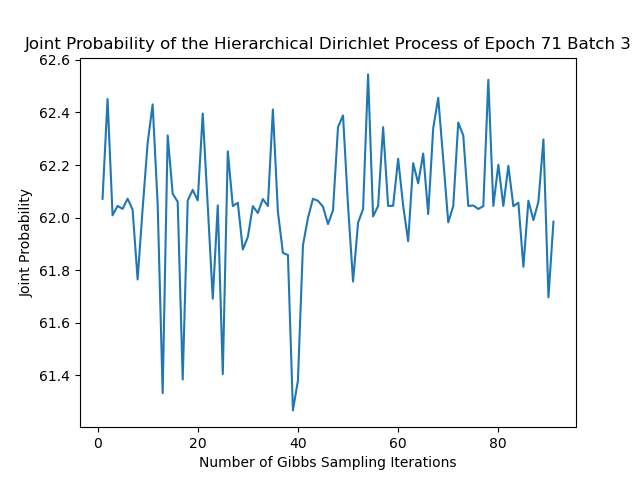 Joint Probability of the Hierarchical Dirichlet Process of Epoch 71 Batch 3
62.6
62.4
62.2
62.0
61.8
61.6
61.4
Joint Probability
0 20 40 60 80
Number of Gibbs Sampling Iterations